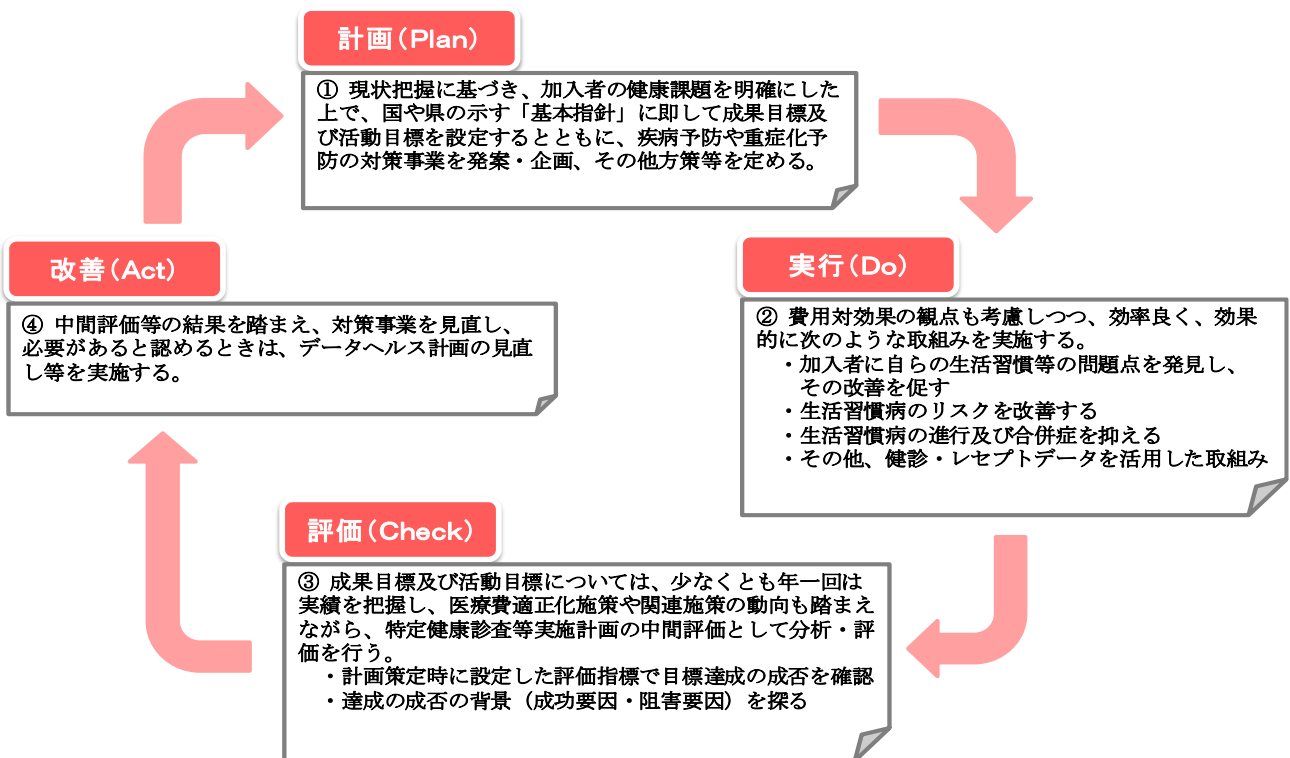 計画(Plan)
① 現状把握に基づき、加入者の健康課題を明確にした
上で、国や県の示す「基本指針」に即して成果目標及
び活動目標を設定するとともに、疾病予防や重症化予
防の対策事業を発案・企画、その他方策等を定める。
実行(Do)
② 費用対効果の観点も考慮しつつ、効率良く、効果
的に次のような取組みを実施する。
・加入者に自らの生活習慣等の問題点を発見し、
その改善を促す
・生活習慣病のリスクを改善する
・生活習慣病の進行及び合併症を抑える
・その他、健診・レセプトデータを活用した取組み
評価(Check)
③ 成果目標及び活動目標については、少なくとも年一回は
実績を把握し、医療費適正化施策や関連施策の動向も踏まえ
ながら、特定健康診査等実施計画の中間評価として分析・評
価を行う。
・計画策定時に設定した評価指標で目標達成の成否を確認
・達成の成否の背景（成功要因・阻害要因）を探る
改善(Act)
④ 中間評価等の結果を踏まえ、対策事業を見直し、
必要があると認めるときは、データヘルス計画の見直
し等を実施する。